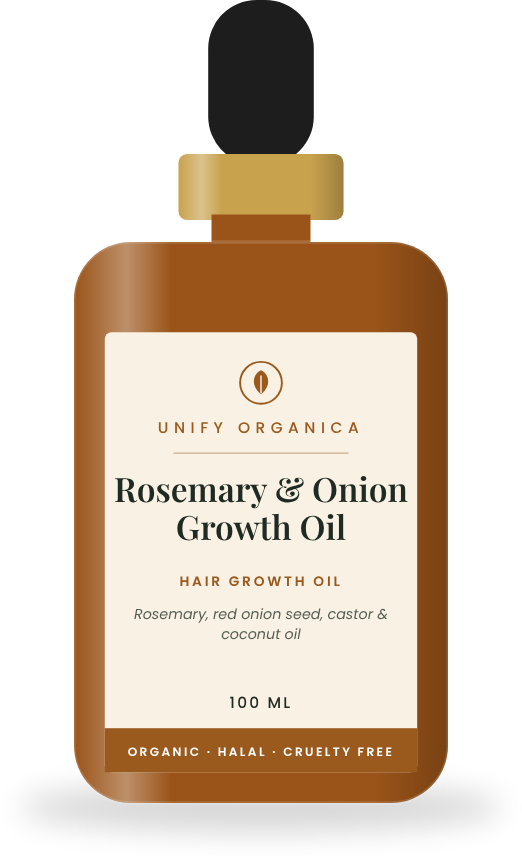 UNIFY ORGANICA
Rosemary & Onion
Growth Oil
HAIR GROWTH OIL
Rosemary, red onion seed, castor &
coconut oil
100 ML
ORGANIC · HALAL · CRUELTY FREE